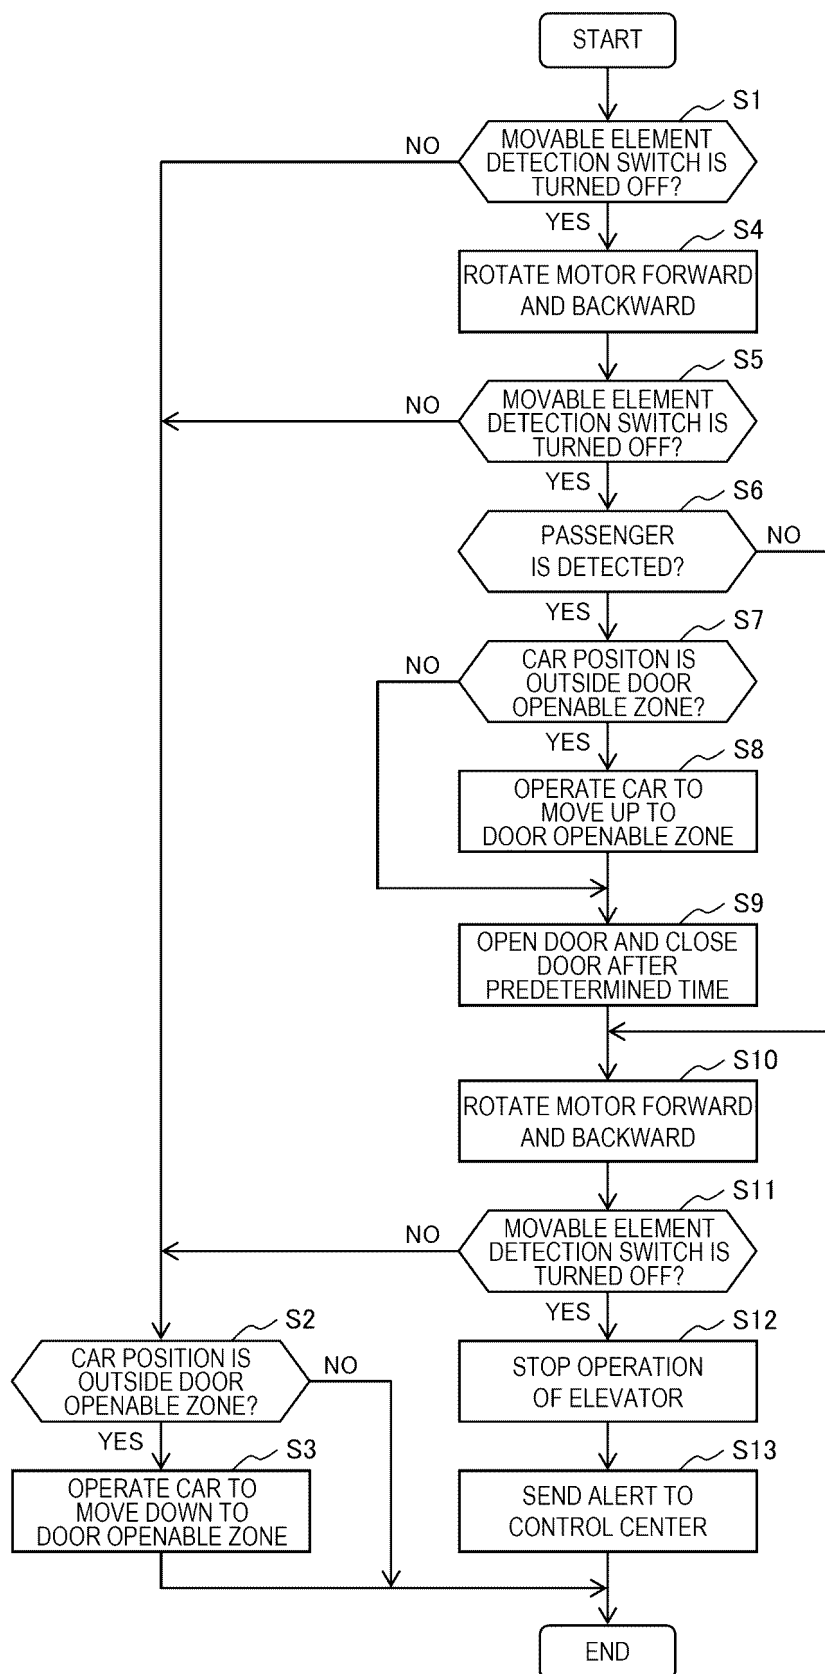 START
S1
MOVABLE ELEMENT
DETECTION SWITCH IS
TURNED OFF?
NO
YES
S4
ROTATE MOTOR FORWARD
AND BACKWARD
S5
MOVABLE ELEMENT
DETECTION SWITCH IS
TURNED OFF?
NO
YES
S6
PASSENGER
IS DETECTED?
NO
YES
S7
CAR POSITON IS
OUTSIDE DOOR
OPENABLE ZONE?
NO
YES
S8
OPERATE CAR TO
MOVE UP TO
DOOR OPENABLE ZONE
S9
OPEN DOOR AND CLOSE
DOOR AFTER
PREDETERMINED TIME
S10
ROTATE MOTOR FORWARD
AND BACKWARD
S11
MOVABLE ELEMENT
DETECTION SWITCH IS
TURNED OFF?
NO
YES
S12
STOP OPERATION
OF ELEVATOR
S13
SEND ALERT TO
CONTROL CENTER
S2
CAR POSITION IS
OUTSIDE DOOR
OPENABLE ZONE?
NO
YES
S3
OPERATE CAR TO
MOVE DOWN TO
DOOR OPENABLE ZONE
END